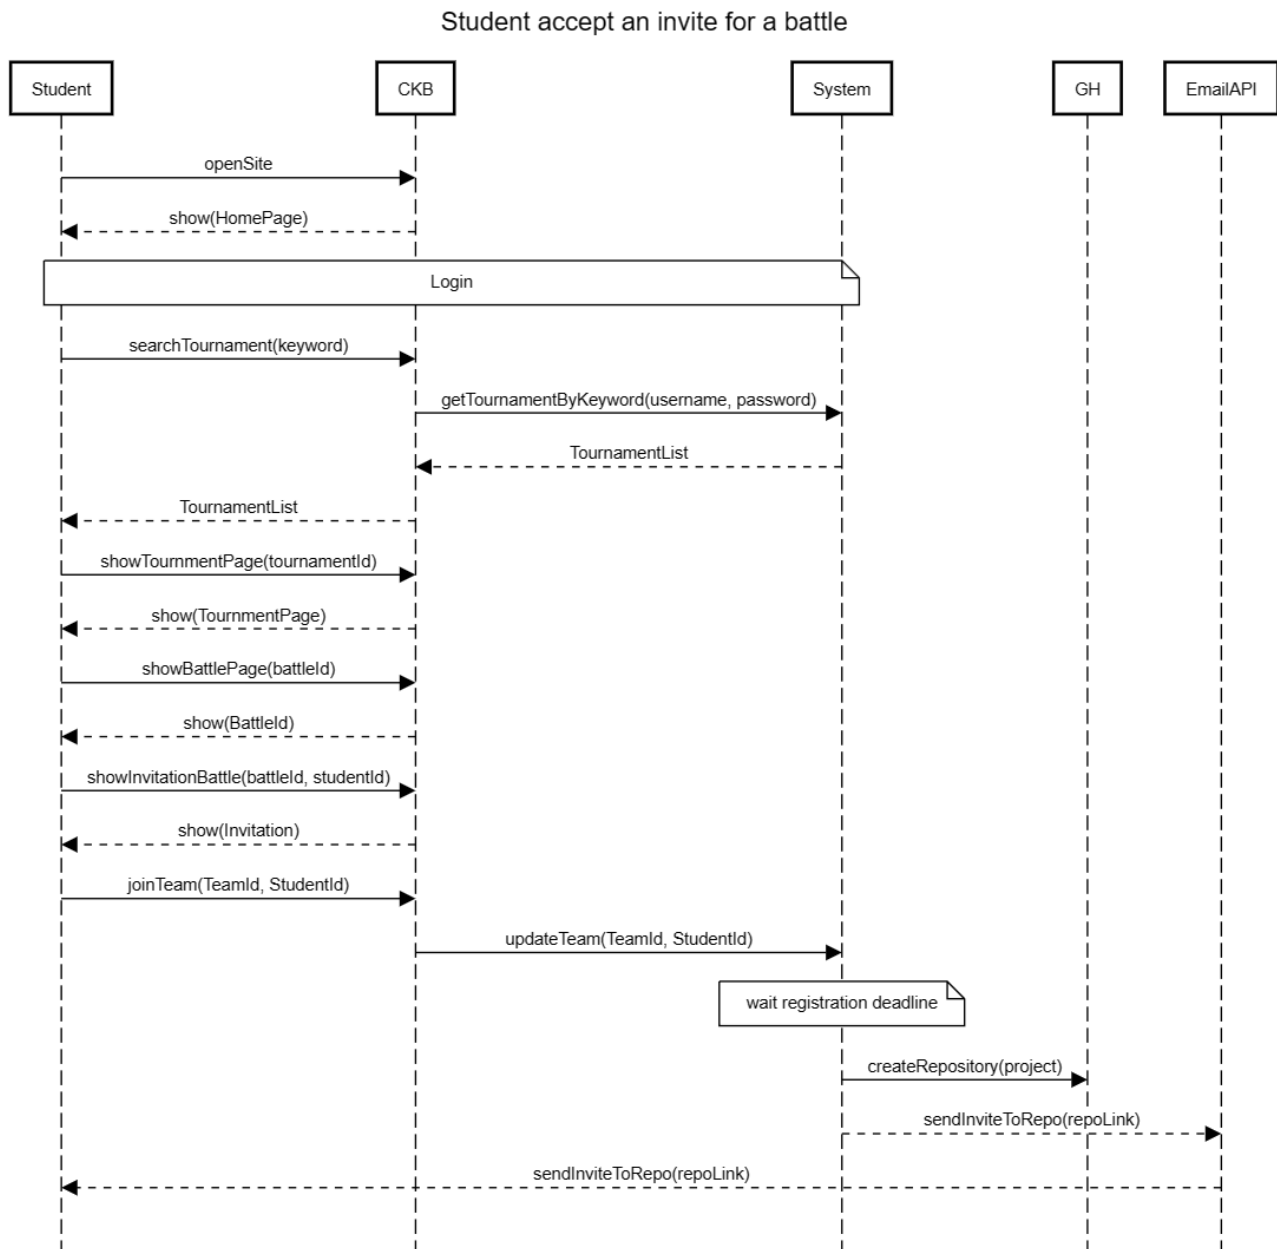 Student accept an invite for a battle
Student
CKB
System
GH
EmailAPI
openSite
show(HomePage)
Login
searchTournament(keyword)
getTournamentByKeyword(username, password)
TournamentList
TournamentList
showTournmentPage(tournamentId)
show(TournmentPage)
showBattlePage(battleId)
show(BattleId)
showInvitationBattle(battleId, studentId)
show(Invitation)
joinTeam(TeamId, StudentId)
updateTeam(TeamId, StudentId)
wait registration deadline
createRepository(project)
sendInviteToRepo(repoLink)
sendInviteToRepo(repoLink)